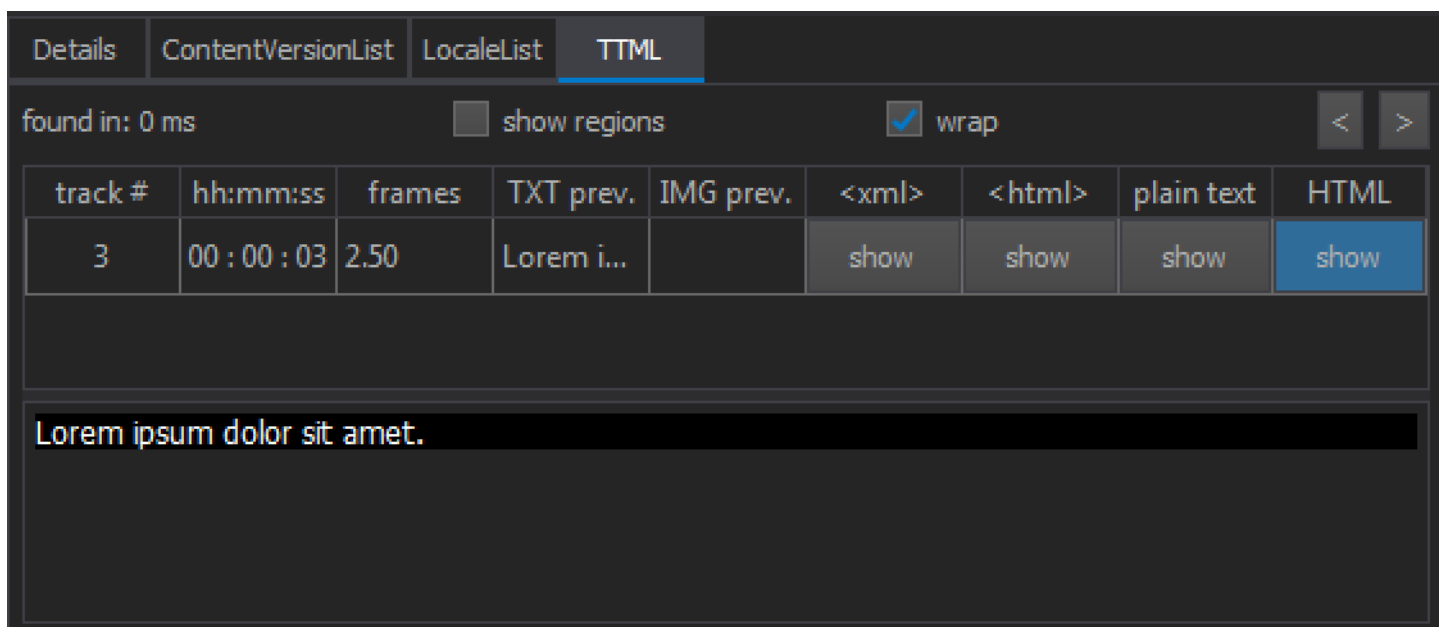 Details ContentVersionList LocaleList TTML
found in: 0 ms show regions wrap < >
track # hh:mm:ss frames TXT prev. IMG prev. <xml> <html> plain text HTML
3 00 : 00 : 03 2.50 Lorem i... show show show show
Lorem ipsum dolor sit amet.